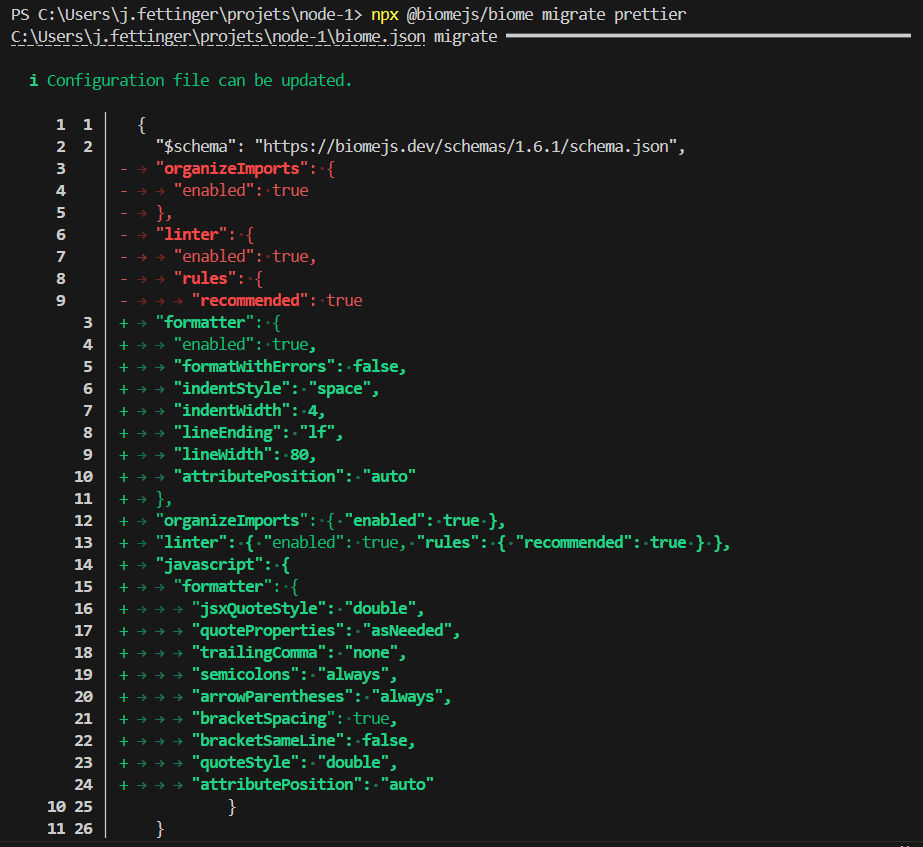 PS C:\Users\j.fettinger\projets\node-1> npx @biomejs/biome migrate prettier
C:\Users\j.fettinger\projets\node-1\biome.json migrate ━━━━━━━━━━━━━━━━━━━━━━━━━━━━━━━━━━━━━━━━━━━━━
i Configuration file can be updated.
1 1 │ {
2 2 │ "$schema": "https://biomejs.dev/schemas/1.6.1/schema.json",
3 │ - → "organizeImports":·{
4 │ - → → "enabled":·true
5 │ - → },
6 │ - → "linter":·{
7 │ - → → "enabled":·true,
8 │ - → → "rules":·{
9 │ - → → → "recommended":·true
3 │ + → "formatter":·{
4 │ + → → "enabled":·true,
5 │ + → → "formatWithErrors":·false,
6 │ + → → "indentStyle":·"space",
7 │ + → → "indentWidth":·4,
8 │ + → → "lineEnding":·"lf",
9 │ + → → "lineWidth":·80,
10 │ + → → "attributePosition":·"auto"
11 │ + → },
12 │ + → "organizeImports":·{·"enabled":·true·},
13 │ + → "linter":·{·"enabled":·true,·"rules":·{·"recommended":·true·}·},
14 │ + → "javascript":·{
15 │ + → → "formatter":·{
16 │ + → → → "jsxQuoteStyle":·"double",
17 │ + → → → "quoteProperties":·"asNeeded",
18 │ + → → → "trailingComma":·"none",
19 │ + → → → "semicolons":·"always",
20 │ + → → → "arrowParentheses":·"always",
21 │ + → → → "bracketSpacing":·true,
22 │ + → → → "bracketSameLine":·false,
23 │ + → → → "quoteStyle":·"double",
24 │ + → → → "attributePosition":·"auto"
10 25 │ }
11 26 │ }